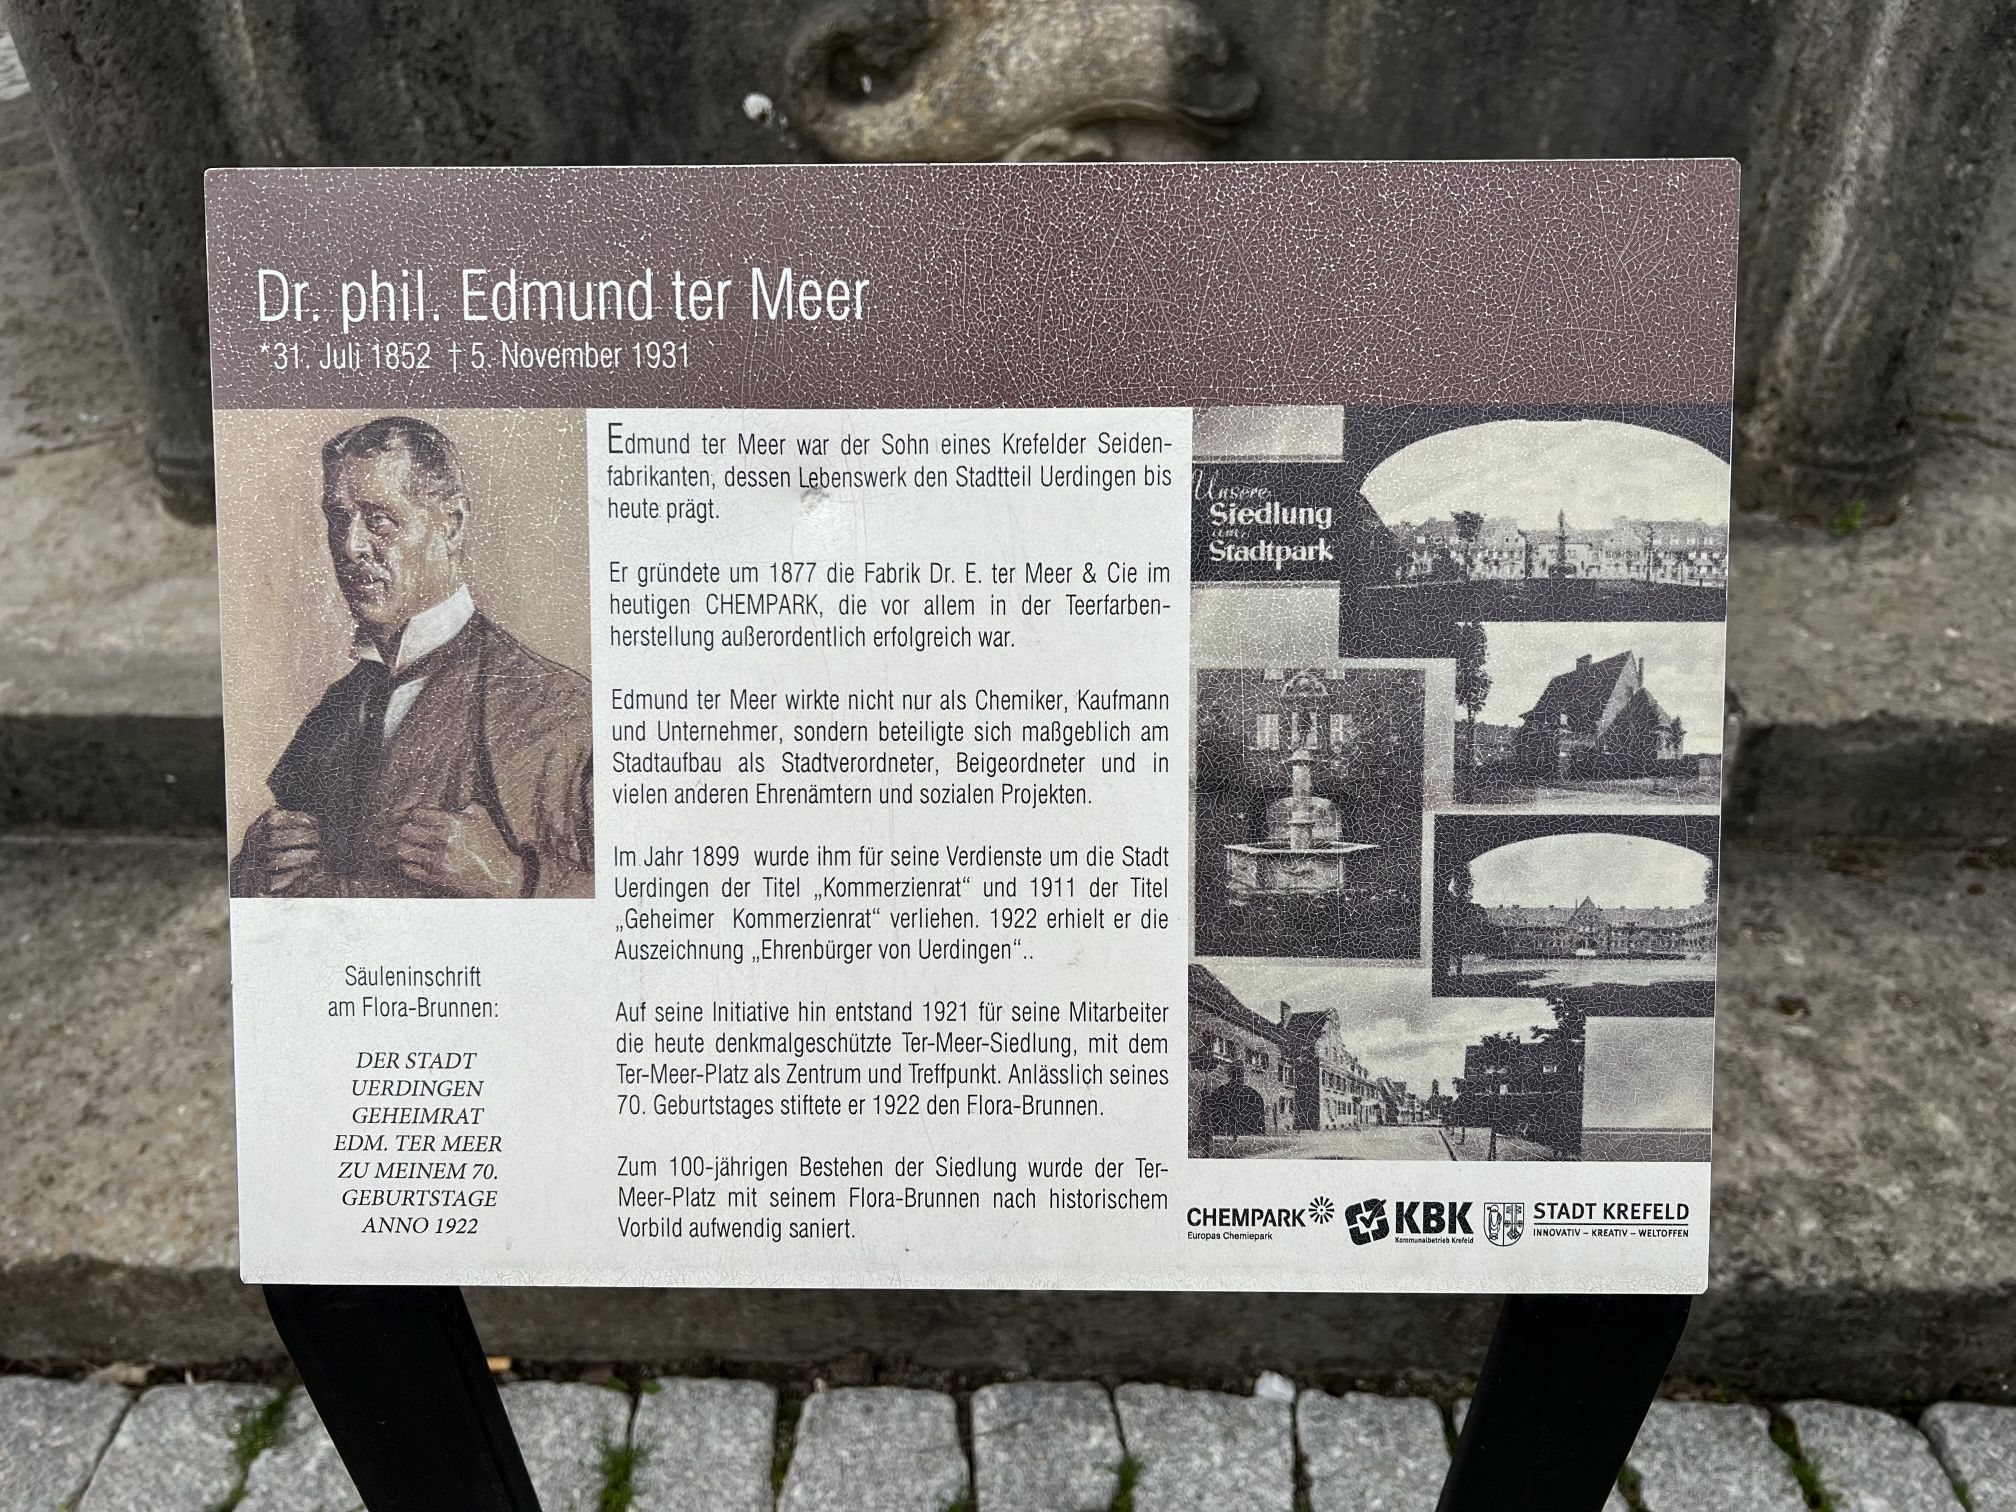 Dr. phil. Edmund ter Meer
*31. Juli 1852 † 5. November 1931
Edmund ter Meer war der Sohn eines Krefelder Seiden-
fabrikanten, dessen Lebenswerk den Stadtteil Uerdingen bis
heute prägt.
Er gründete um 1877 die Fabrik Dr. E. ter Meer & Cie im
heutigen CHEMPARK, die vor allem in der Teerfarben-
herstellung außerordentlich erfolgreich war.
Edmund ter Meer wirkte nicht nur als Chemiker, Kaufmann
und Unternehmer, sondern beteiligte sich maßgeblich am
Stadtaufbau als Stadtverordneter, Beigeordneter und in
vielen anderen Ehrenämtern und sozialen Projekten.
Im Jahr 1899 wurde ihm für seine Verdienste um die Stadt
Uerdingen der Titel „Kommerzienrat“ und 1911 der Titel
„Geheimer Kommerzienrat“ verliehen. 1922 erhielt er die
Auszeichnung „Ehrenbürger von Uerdingen“..
Auf seine Initiative hin entstand 1921 für seine Mitarbeiter
die heute denkmalgeschützte Ter-Meer-Siedlung, mit dem
Ter-Meer-Platz als Zentrum und Treffpunkt. Anlässlich seines
70. Geburtstages stiftete er 1922 den Flora-Brunnen.
Zum 100-jährigen Bestehen der Siedlung wurde der Ter-
Meer-Platz mit seinem Flora-Brunnen nach historischem
Vorbild aufwendig saniert.
Säuleninschrift
am Flora-Brunnen:
DER STADT
UERDINGEN
GEHEIMRAT
EDM. TER MEER
ZU MEINEM 70.
GEBURTSTAGE
ANNO 1922
Unsere
Siedlung
am
Stadtpark
CHEMPARK
Europas Chemiepark
KBK
Kommunalbetrieb Krefeld
STADT KREFELD
INNOVATIV – KREATIV – WELTOFFEN